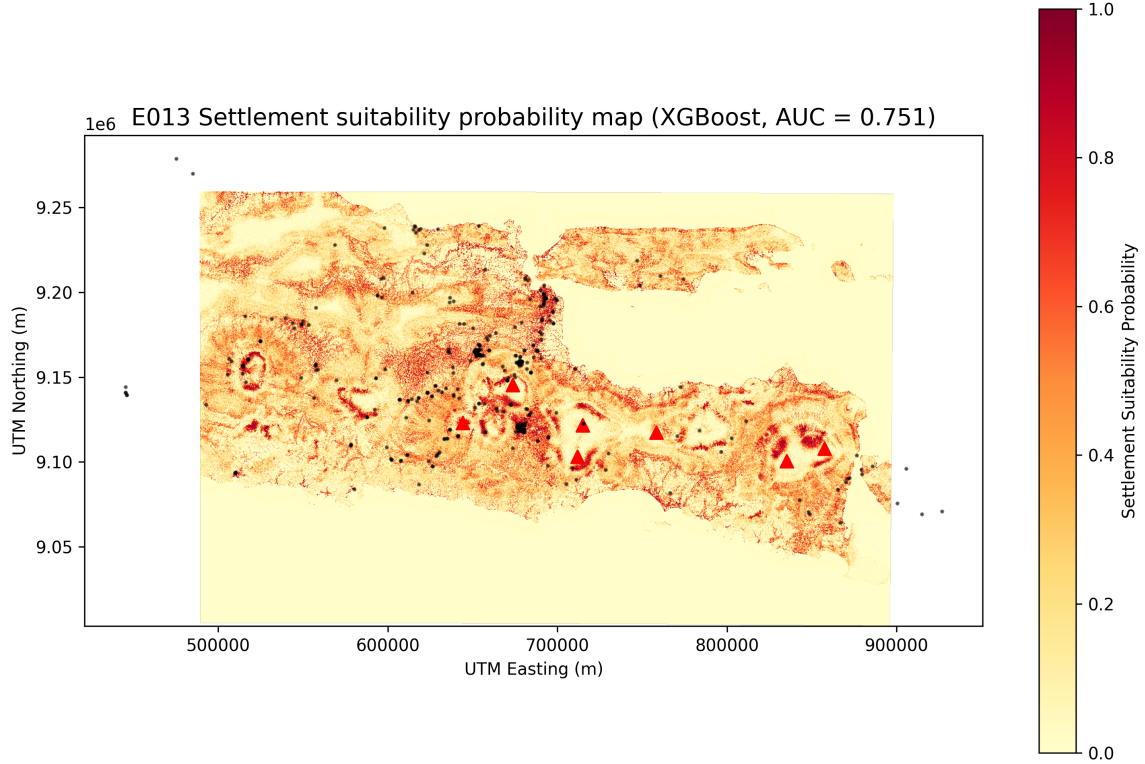 E013 Settlement suitability probability map (XGBoost, AUC = 0.751)
1e6
9.25
9.20
9.15
9.10
9.05
UTM Northing (m)
500000 600000 700000 800000 900000
UTM Easting (m)
1.0
0.8
0.6
0.4
0.2
0.0
Settlement Suitability Probability